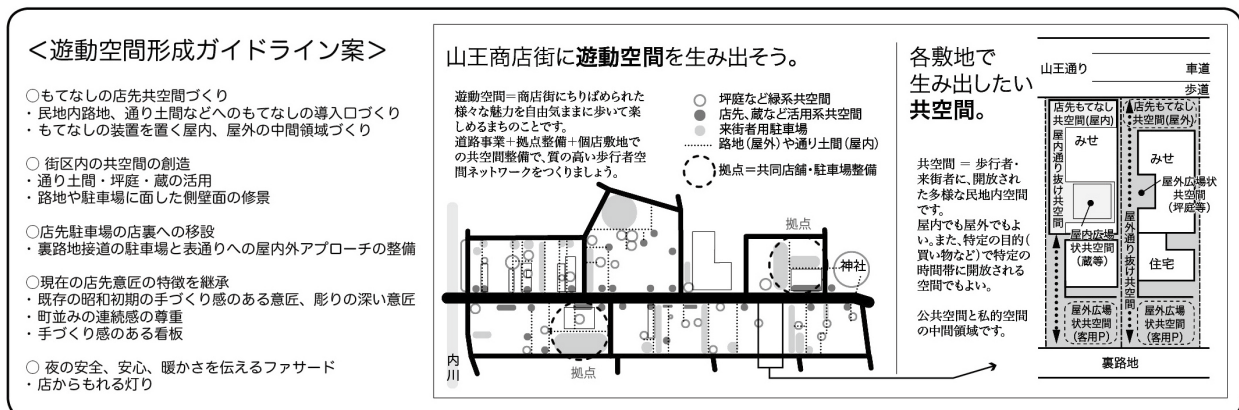 ＜遊動空間形成ガイドライン案＞
○もてなしの店先共空間づくり
・民地内路地、通り土間などへのもてなしの導入口づくり
・もてなしの装置を置く屋内、屋外の中間領域づくり
○ 街区内の共空間の創造
・通り土間・坪庭・蔵の活用
・路地や駐車場に面した側壁面の修景
○店先駐車場の店裏への移設
・裏路地接道の駐車場と表通りへの屋内外アプローチの整備
○現在の店先意匠の特徴を継承
・既存の昭和初期の手づくり感のある意匠、彫りの深い意匠
・町並みの連続感の尊重
・手づくり感のある看板
○ 夜の安全、安心、暖かさを伝えるファサード
・店からもれる灯り
山王商店街に遊動空間を生み出そう。
遊動空間＝商店街にちりばめられた
様々な魅力を自由気ままに歩いて楽
しめるまちのことです。
道路事業＋拠点整備＋個店敷地で
の共空間整備で、質の高い歩行者空
間ネットワークをつくりましょう。
坪庭など緑系共空間
店先、蔵など活用系共空間
来街者用駐車場
路地（屋外）や通り土間（屋内）
拠点＝共同店舗・駐車場整備
拠点
神社
内川
拠点
各敷地で
生み出したい
共空間。
共空間 ＝ 歩行者・
来街者に、開放され
た多様な民地内空間
です。
屋内でも屋外でもよ
い。また、特定の目的（
買い物など）で特定の
時間帯に開放される
空間でもよい。
公共空間と私的空間
の中間領域です。
山王通り
車道
歩道
店先もてなし
共空間（屋内）
店先もてなし
共空間（屋外）
屋内通り抜け共空間
みせ
みせ
屋外広場状
共空間
（坪庭等）
屋内広場
状共空間
（蔵等）
屋外通り抜け共空間
住宅
屋外広場
状共空間
（客用P）
屋外広場
状共空間
（客用P）
裏路地